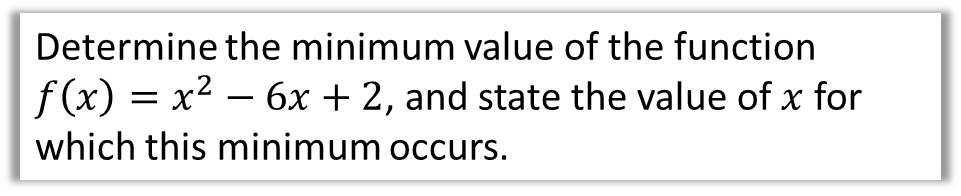 Determine the minimum value of the function
𝑓(𝑥) = 𝑥² − 6𝑥 + 2, and state the value of 𝑥 for
which this minimum occurs.